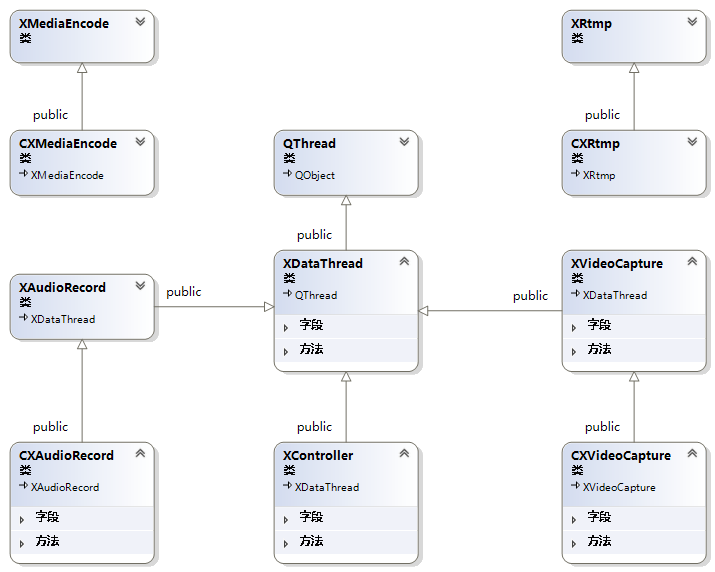 XMediaEncode
类
XRtmp
类
public
public
CXMediaEncode
类
XMediaEncode
QThread
类
QObject
CXRtmp
类
XRtmp
public
XAudioRecord
类
XDataThread
public
XDataThread
类
QThread
字段
方法
public
XVideoCapture
类
XDataThread
字段
方法
public
public
public
CXAudioRecord
类
XAudioRecord
字段
方法
XController
类
XDataThread
字段
方法
CXVideoCapture
类
XVideoCapture
字段
方法